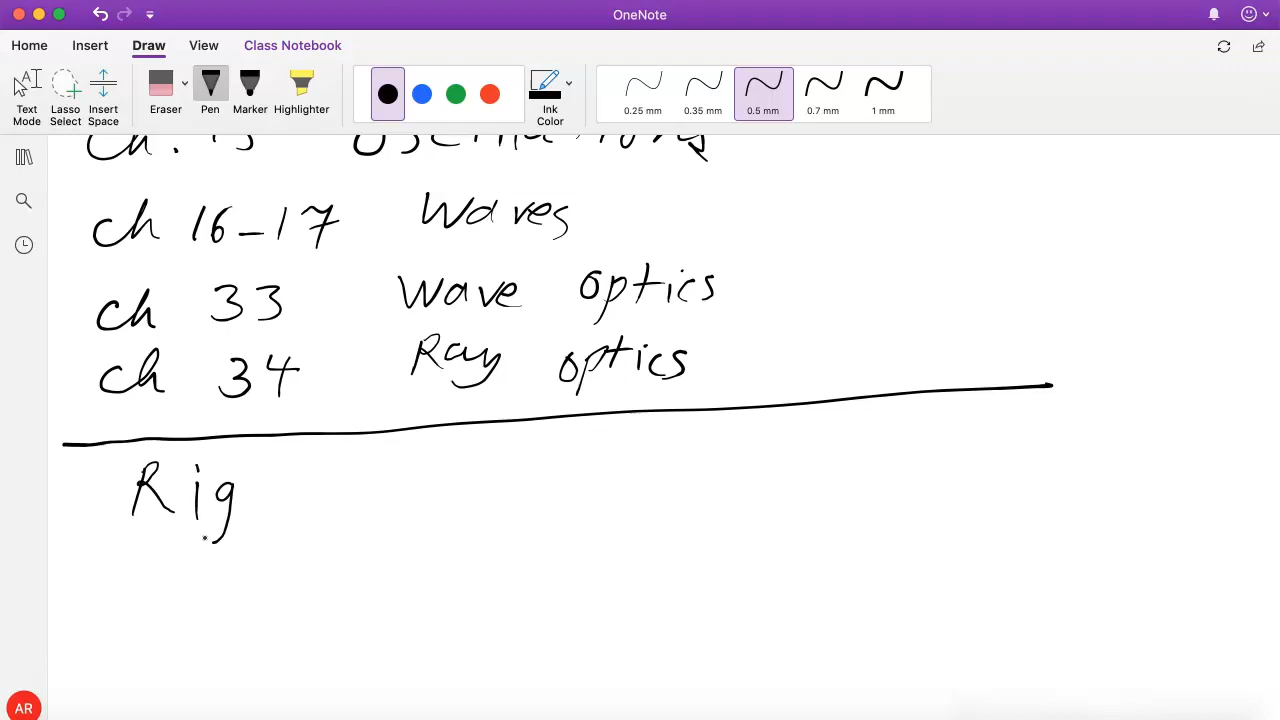 OneNote
Home Insert Draw View Class Notebook
Text Mode Lasso Select Insert Space Eraser Pen Marker Highlighter Ink Color 0.25 mm 0.35 mm 0.5 mm 0.7 mm 1 mm
ch 16-17 Waves
ch 33 Wave optics
ch 34 Ray optics
Rig
AR